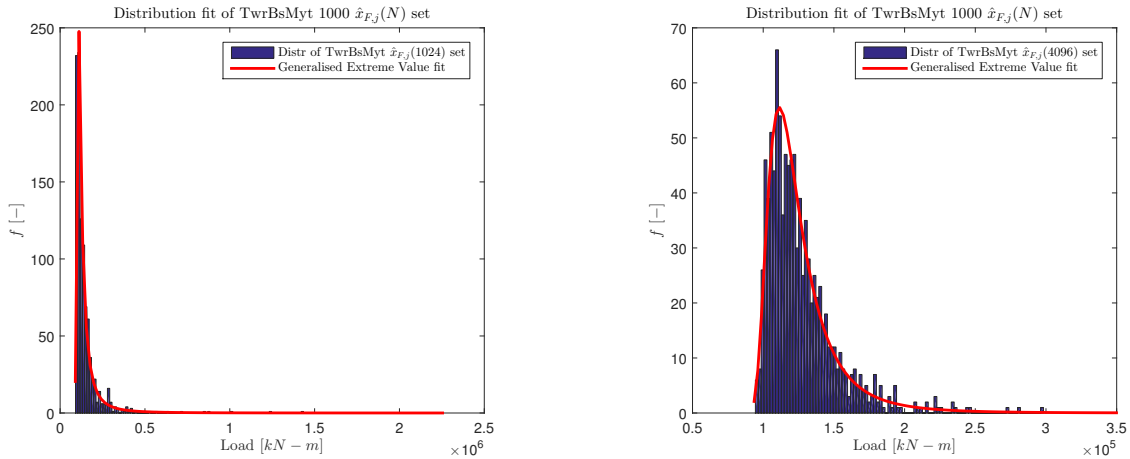 Distribution fit of TwrBsMyt 1000 x̂_{F,j}(N) set
Distr of TwrBsMyt x̂_{F,j}(1024) set
Generalised Extreme Value fit
f [−]
250
200
150
100
50
0
0 0.5 1 1.5 2 2.5
×10^6
Load [kN − m]
Distribution fit of TwrBsMyt 1000 x̂_{F,j}(N) set
Distr of TwrBsMyt x̂_{F,j}(4096) set
Generalised Extreme Value fit
f [−]
70
60
50
40
30
20
10
0
0.5 1 1.5 2 2.5 3 3.5
×10^5
Load [kN − m]